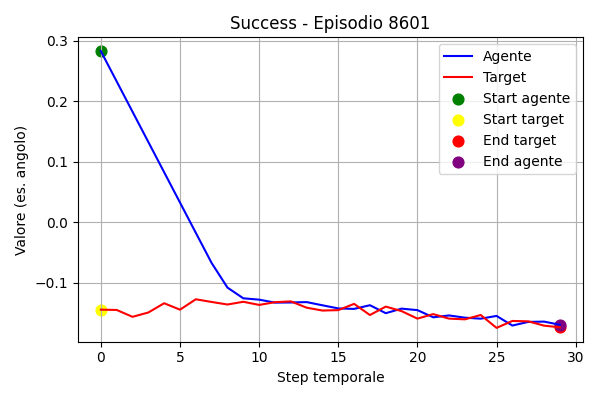 Success - Episodio 8601
Valore (es. angolo)
0.3
0.2
0.1
0.0
−0.1
Agente
Target
Start agente
Start target
End target
End agente
0 5 10 15 20 25 30
Step temporale